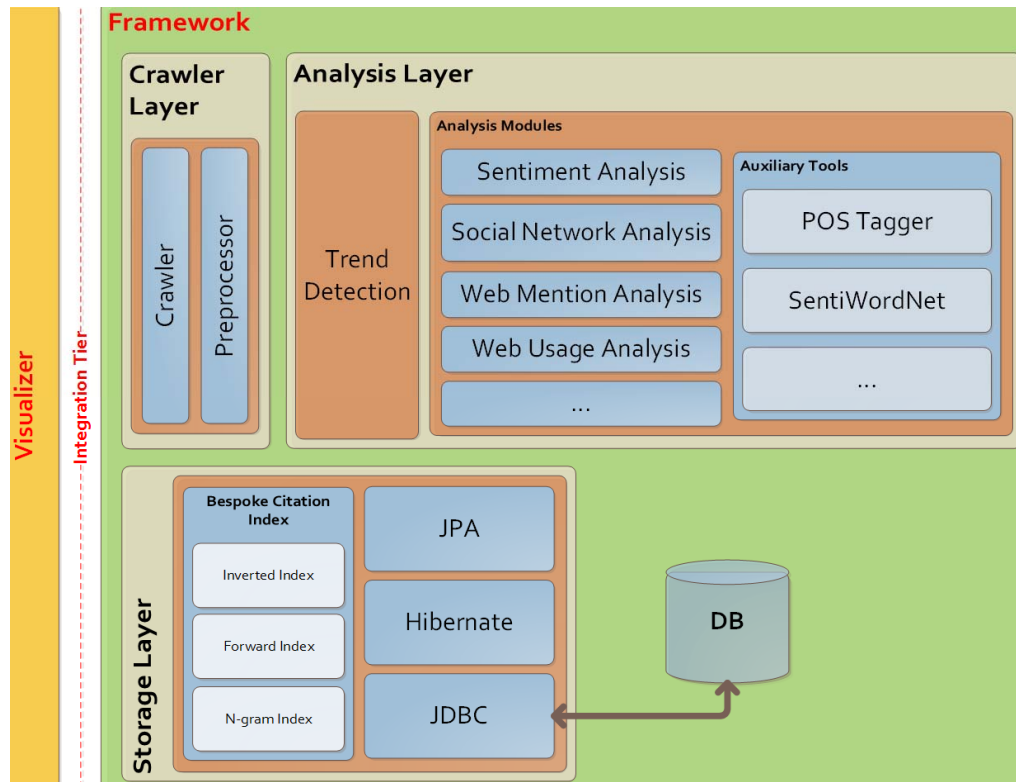 Framework
Visualizer
Integration Tier
Crawler
Layer
Crawler
Preprocessor
Analysis Layer
Trend
Detection
Analysis Modules
Sentiment Analysis
Social Network Analysis
Web Mention Analysis
Web Usage Analysis
...
Auxiliary Tools
POS Tagger
SentiWordNet
...
Storage Layer
Bespoke Citation
Index
Inverted Index
Forward Index
N-gram Index
JPA
Hibernate
JDBC
DB